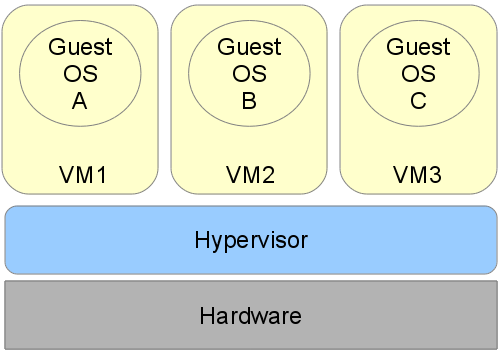 Guest
OS
A
VM1
Guest
OS
B
VM2
Guest
OS
C
VM3
Hypervisor
Hardware